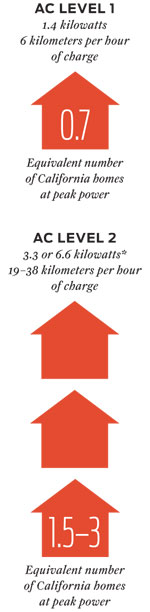 AC LEVEL 1
1.4 kilowatts
6 kilometers per hour
of charge
0.7
Equivalent number
of California homes
at peak power
AC LEVEL 2
3.3 or 6.6 kilowatts*
19–38 kilometers per hour
of charge
1.5–3
Equivalent number
of California homes
at peak power